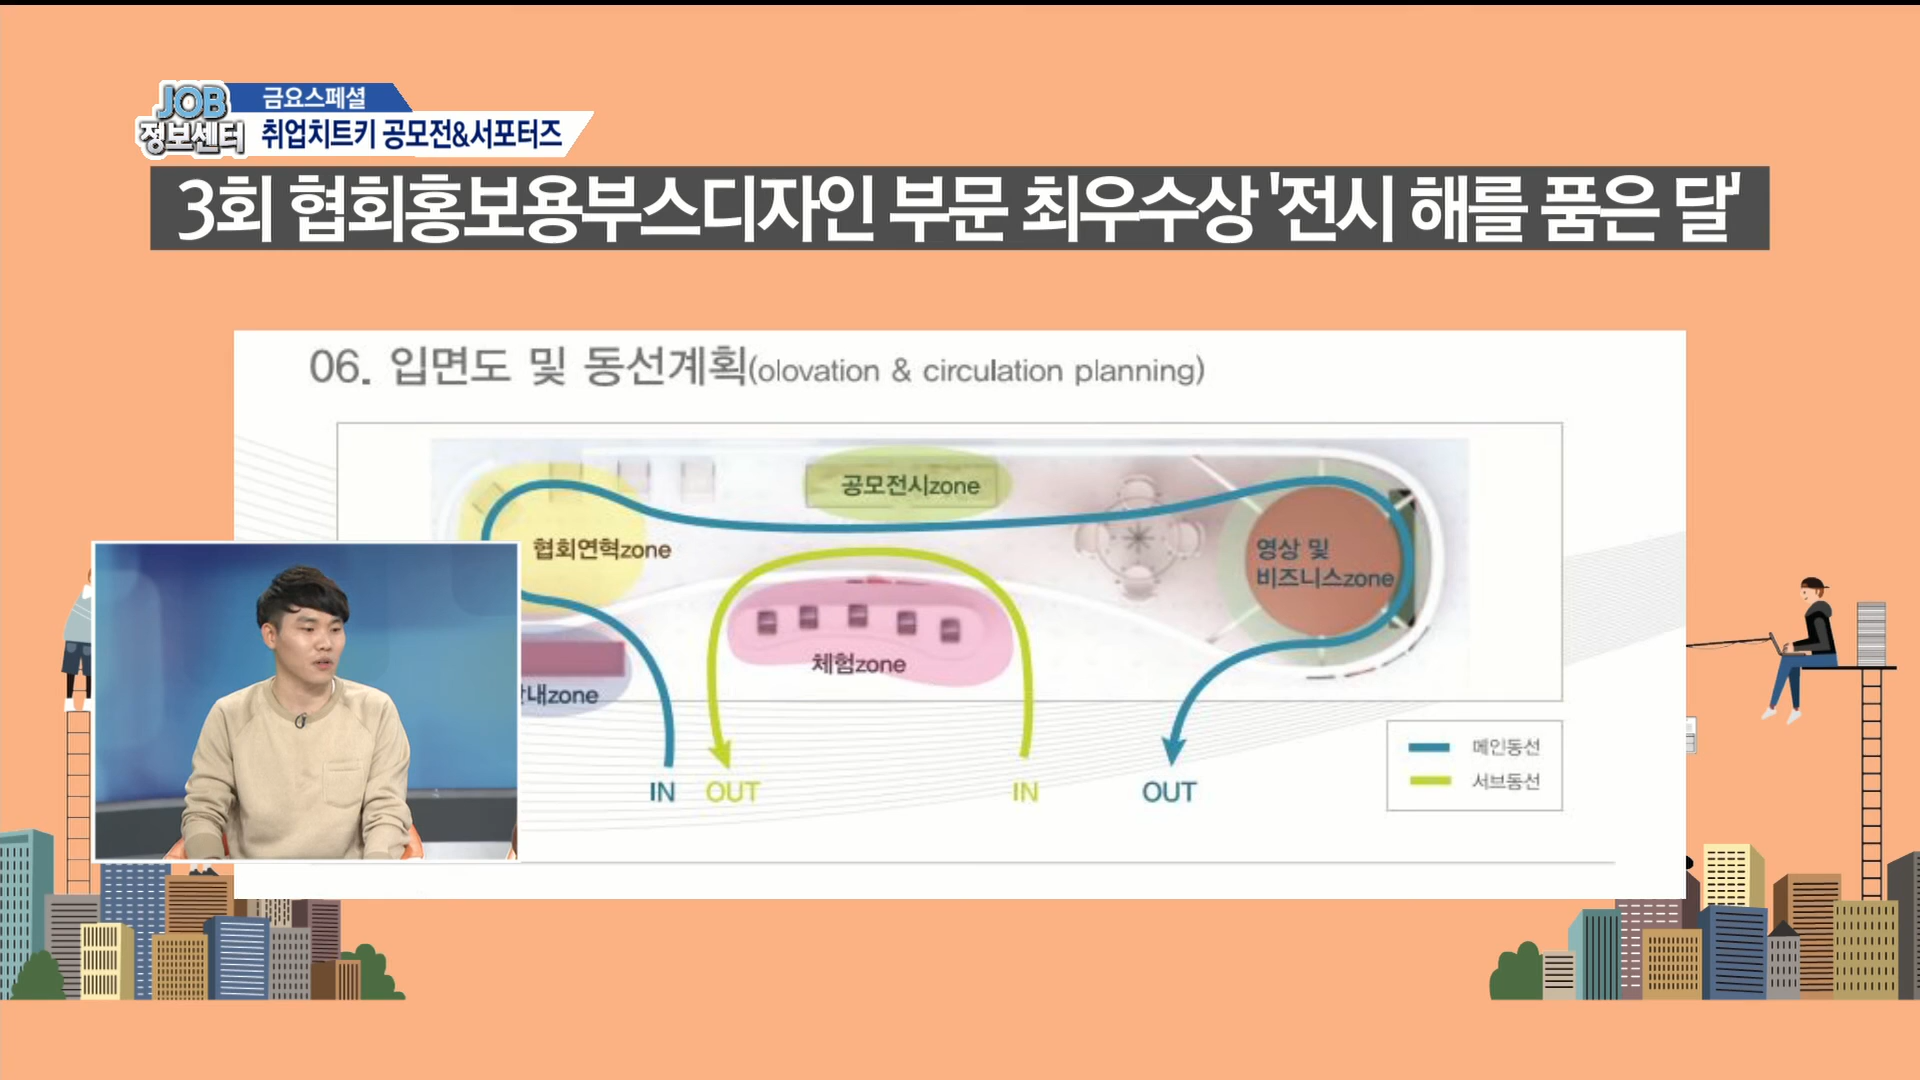 JOB
정보센터
금요스페셜
취업치트키 공모전&서포터즈
3회 협회홍보용부스디자인 부문 최우수상 '전시 해를 품은 달'
06. 입면도 및 동선계획(olovation & circulation planning)
공모전시zone
협회연혁zone
영상 및
비즈니스zone
체험zone
내zone
IN OUT IN OUT
메인동선
서브동선